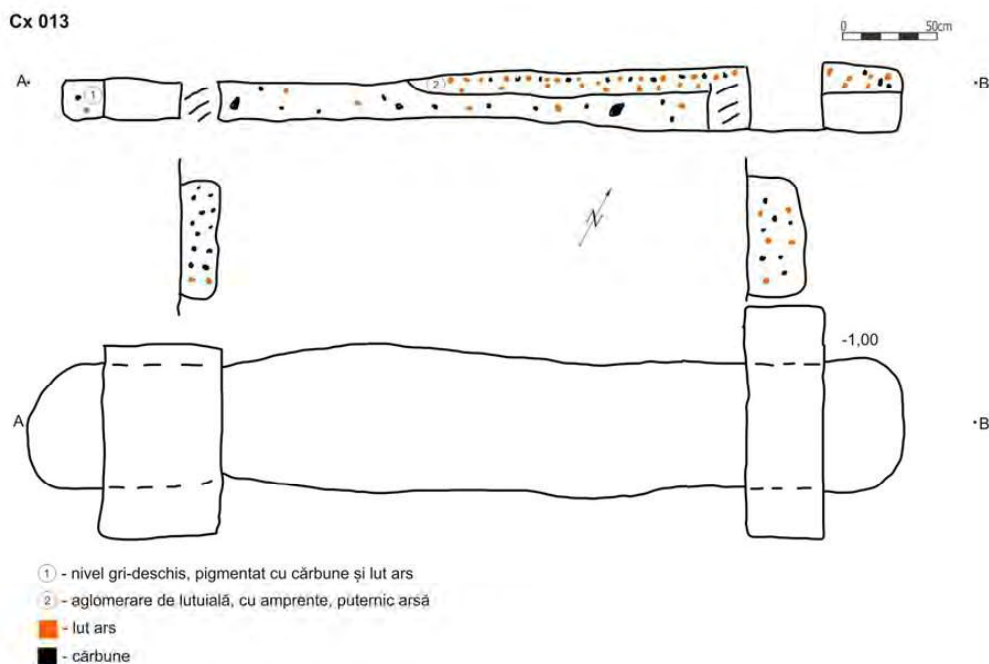 Cx 013
0 50cm
A
B
1
2
N
-1,00
A
B
1 - nivel gri-deschis, pigmentat cu cărbune și lut ars
2 - aglomerare de lutuială, cu amprente, puternic arsă
- lut ars
- cărbune